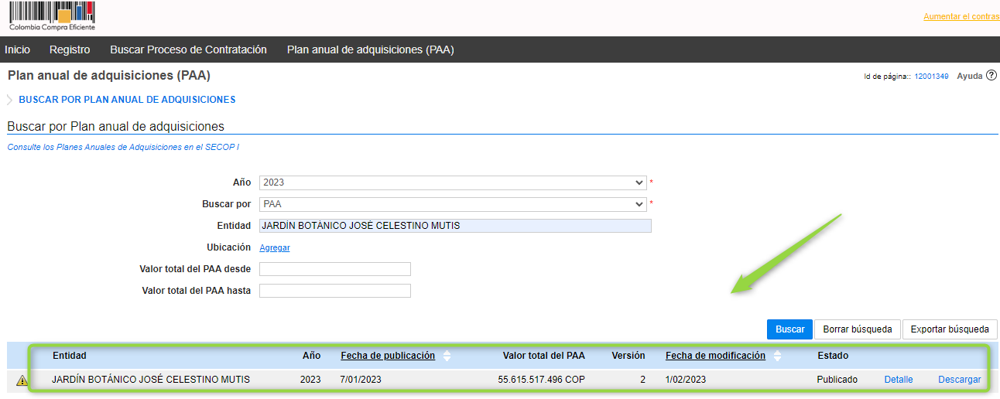 Colombia Compra Eficiente
Aumentar el contras
Inicio Registro Buscar Proceso de Contratación Plan anual de adquisiciones (PAA)
Plan anual de adquisiciones (PAA) Id de página:: 12001349 Ayuda ?
BUSCAR POR PLAN ANUAL DE ADQUISICIONES
Buscar por Plan anual de adquisiciones
Consulte los Planes Anuales de Adquisiciones en el SECOP I
Año 2023 *
Buscar por PAA *
Entidad JARDÍN BOTÁNICO JOSÉ CELESTINO MUTIS
Ubicación Agregar
Valor total del PAA desde
Valor total del PAA hasta
Buscar Borrar búsqueda Exportar búsqueda
Entidad Año Fecha de publicación Valor total del PAA Versión Fecha de modificación Estado
JARDÍN BOTÁNICO JOSÉ CELESTINO MUTIS 2023 7/01/2023 55.615.517.496 COP 2 1/02/2023 Publicado Detalle Descargar